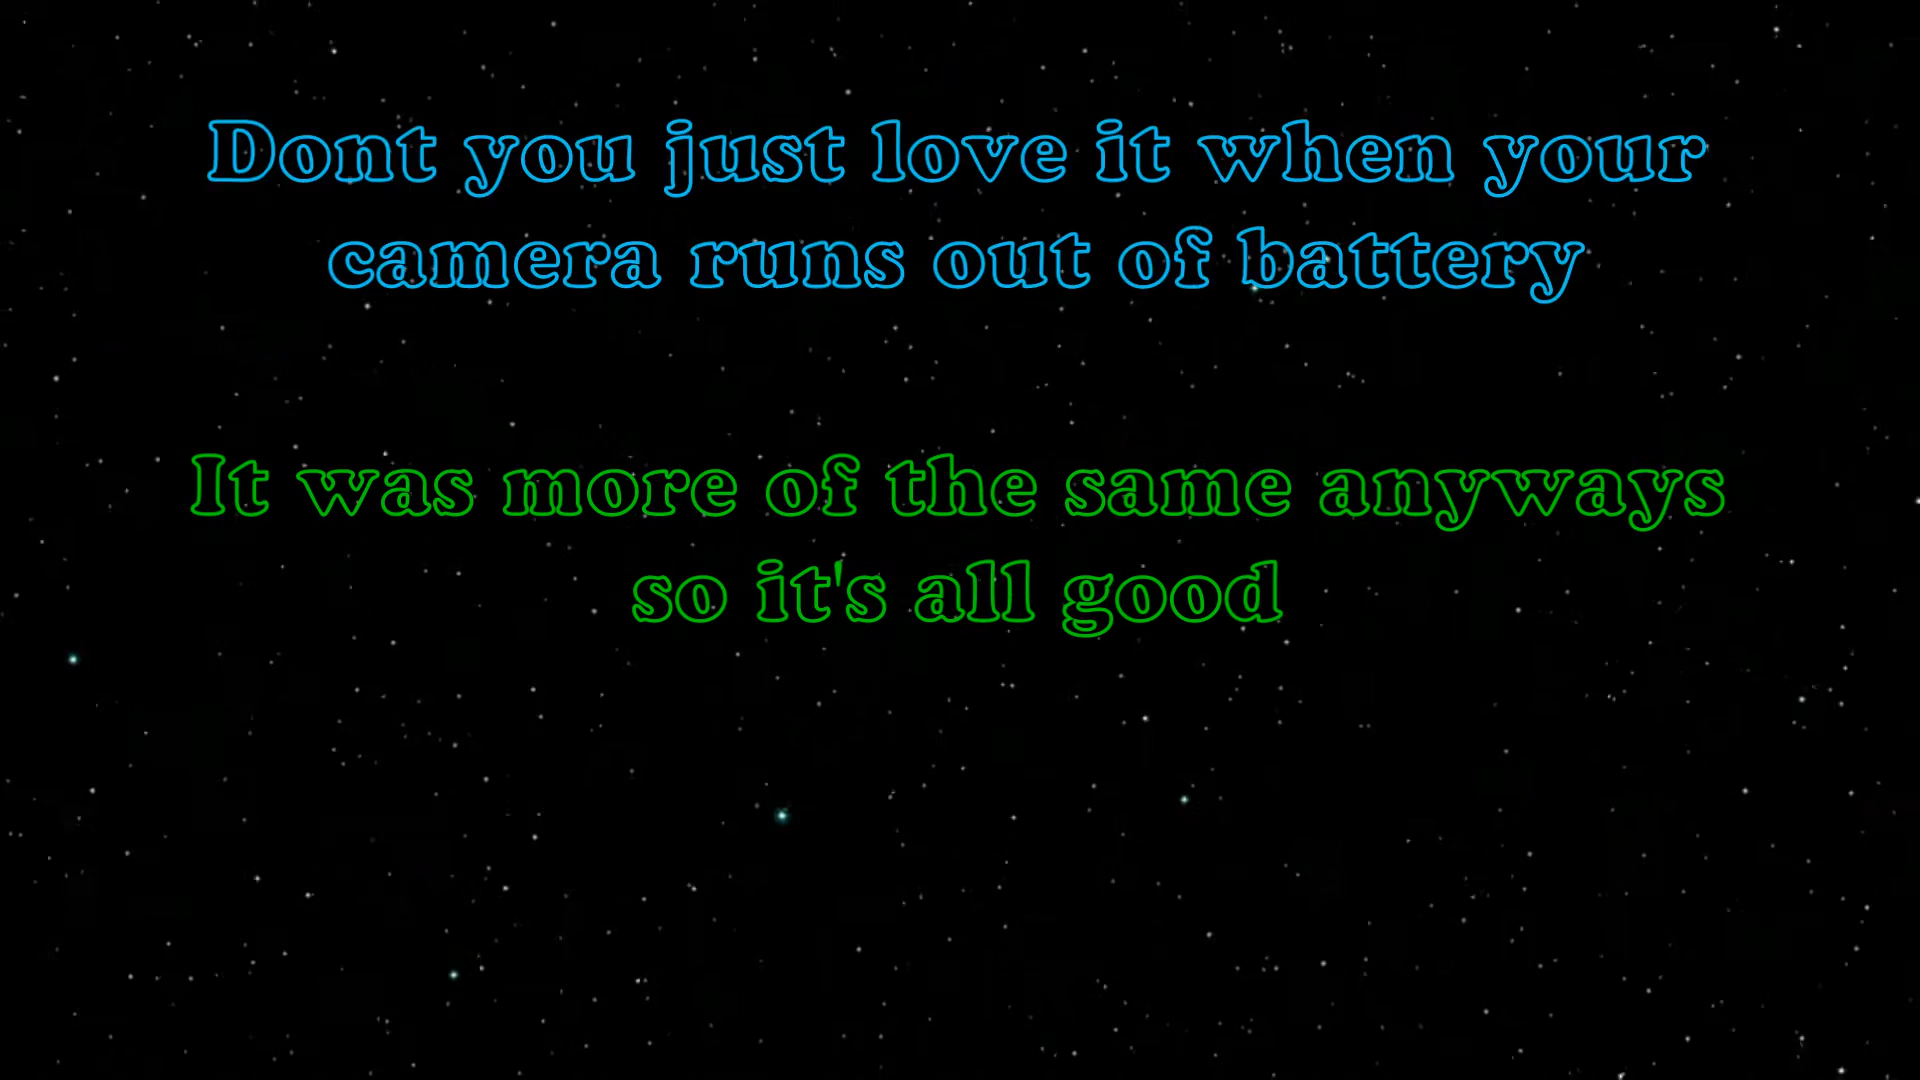 Dont you just love it when your
camera runs out of battery
It was more of the same anyways
so it's all good